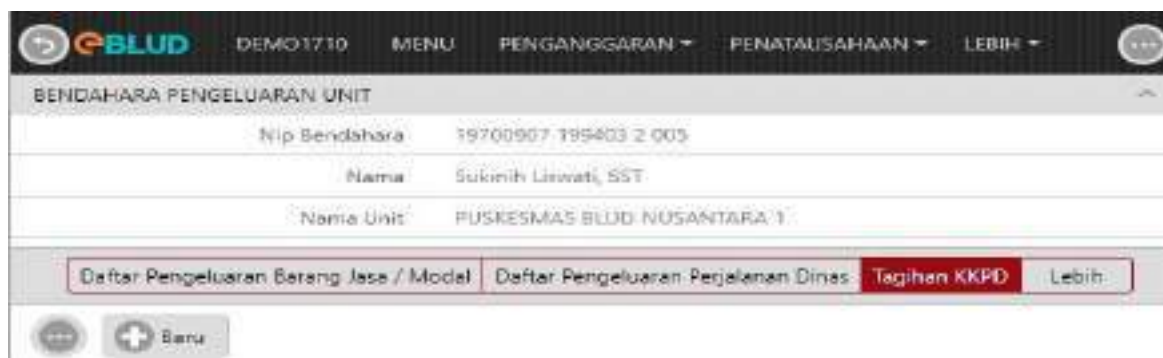 eBLUD DEMO1710 MENU PENGANGGARAN PENATAUSAHAAN LEBIH
BENDAHARA PENGELUARAN UNIT
Nip Bendahara 19700907 199403 2 005
Nama Sukinih Liswati, SST
Nama Unit PUSKESMAS BLUD NUSANTARA 1
Daftar Pengeluaran Barang Jasa / Modal Daftar Pengeluaran Perjalanan Dinas Tagihan KKPD Lebih
Baru